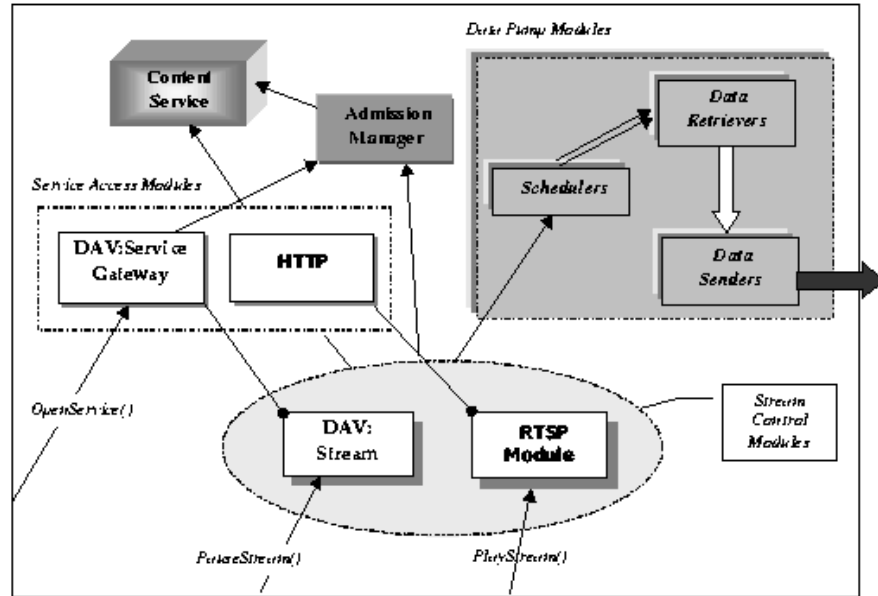 Data Pump Modules
Content
Service
Data
Retrievers
Admission
Manager
Schedulers
Service Access Modules
DAV:Service
Gateway
HTTP
Data
Senders
OpenService()
Stream
Control
Modules
DAV:
Stream
RTSP
Module
PauseStream()
PlayStream()